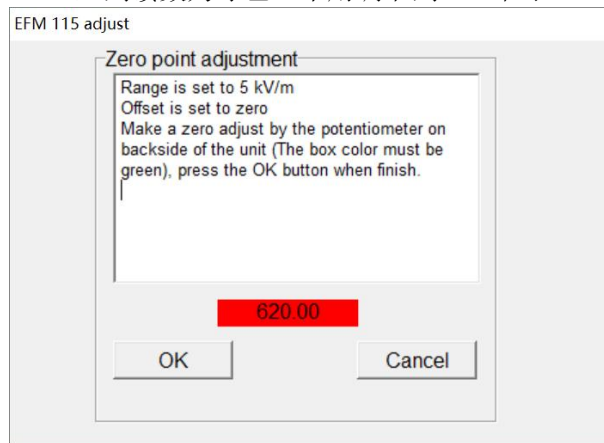 EFM 115 adjust
Zero point adjustment
Range is set to 5 kV/m
Offset is set to zero
Make a zero adjust by the potentiometer on
backside of the unit (The box color must be
green), press the OK button when finish.
620.00
OK
Cancel